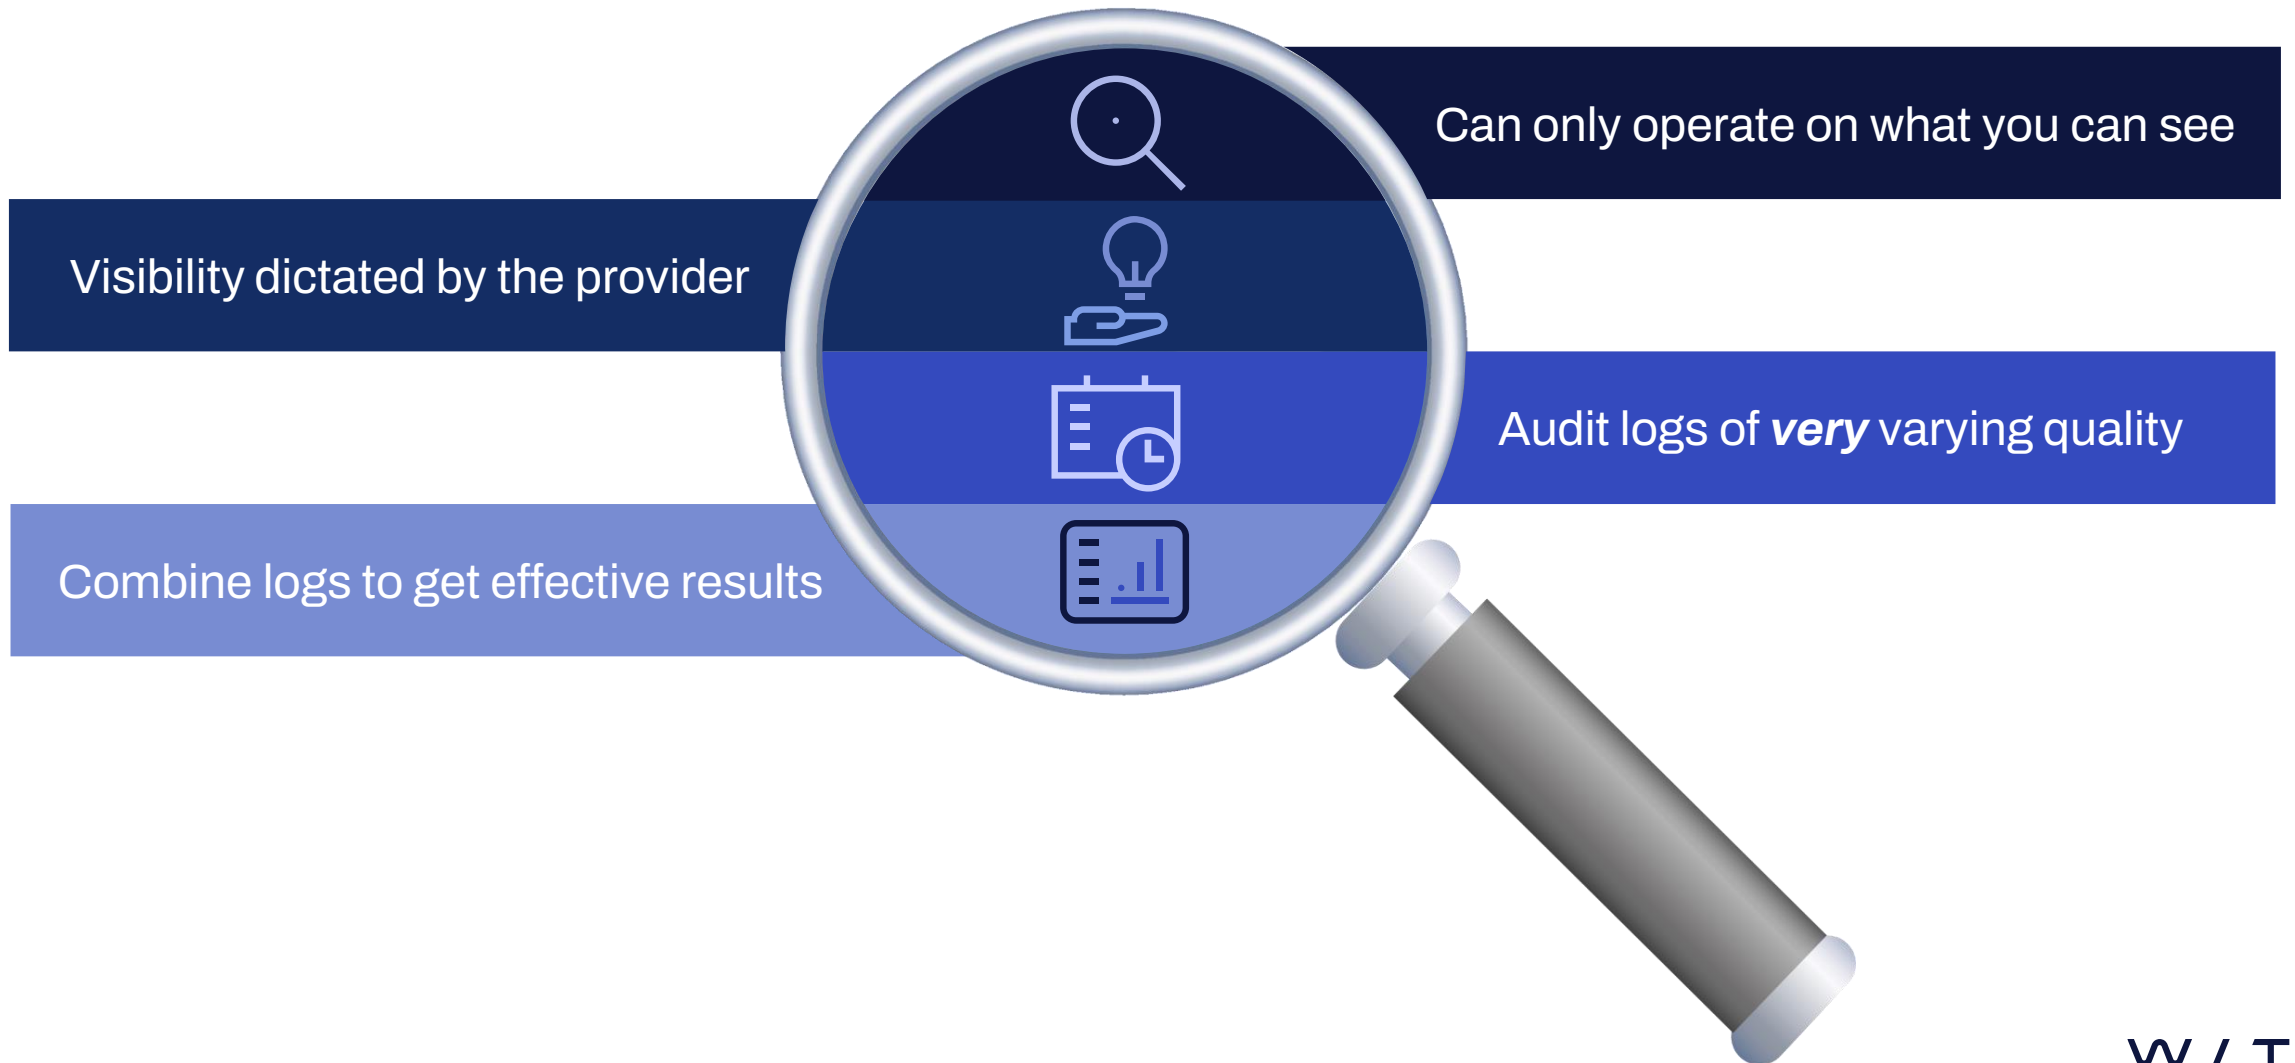 Can only operate on what you can see
Visibility dictated by the provider
Audit logs of very varying quality
Combine logs to get effective results
W / T